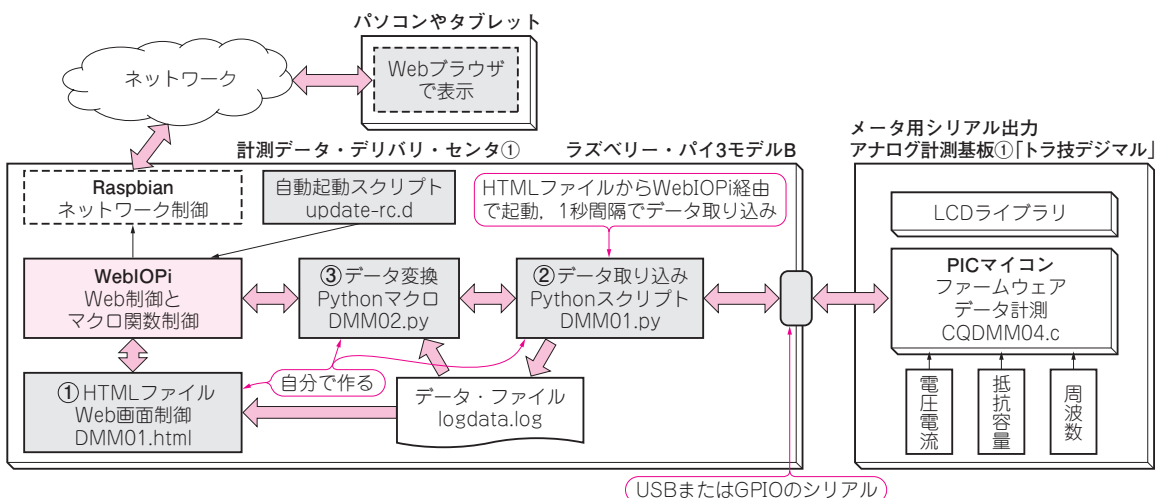 パソコンやタブレット
Webブラウザ
で表示
ネットワーク
計測データ・デリバリ・センタ①
ラズベリー・パイ3モデルB
Raspbian
ネットワーク制御
自動起動スクリプト
update-rc.d
HTMLファイルからWebIOPi経由
で起動，1秒間隔でデータ取り込み
WebIOPi
Web制御と
マクロ関数制御
③データ変換
Pythonマクロ
DMM02.py
②データ取り込み
Pythonスクリプト
DMM01.py
①HTMLファイル
Web画面制御
DMM01.html
自分で作る
データ・ファイル
logdata.log
USBまたはGPIOのシリアル
メータ用シリアル出力
アナログ計測基板①「トラ技デジマル」
LCDライブラリ
PICマイコン
ファームウェア
データ計測
CQDMM04.c
電圧電流
抵抗容量
周波数